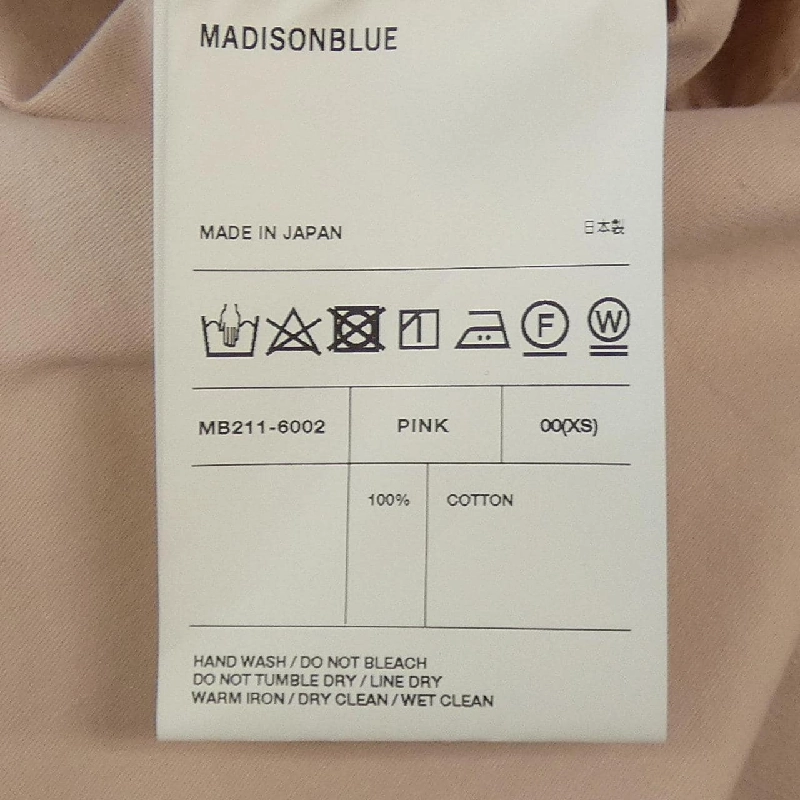 MADISONBLUE
MADE IN JAPAN 日本製
F W
MB211-6002 PINK 00(XS)
100% COTTON
HAND WASH / DO NOT BLEACH
DO NOT TUMBLE DRY / LINE DRY
WARM IRON / DRY CLEAN / WET CLEAN